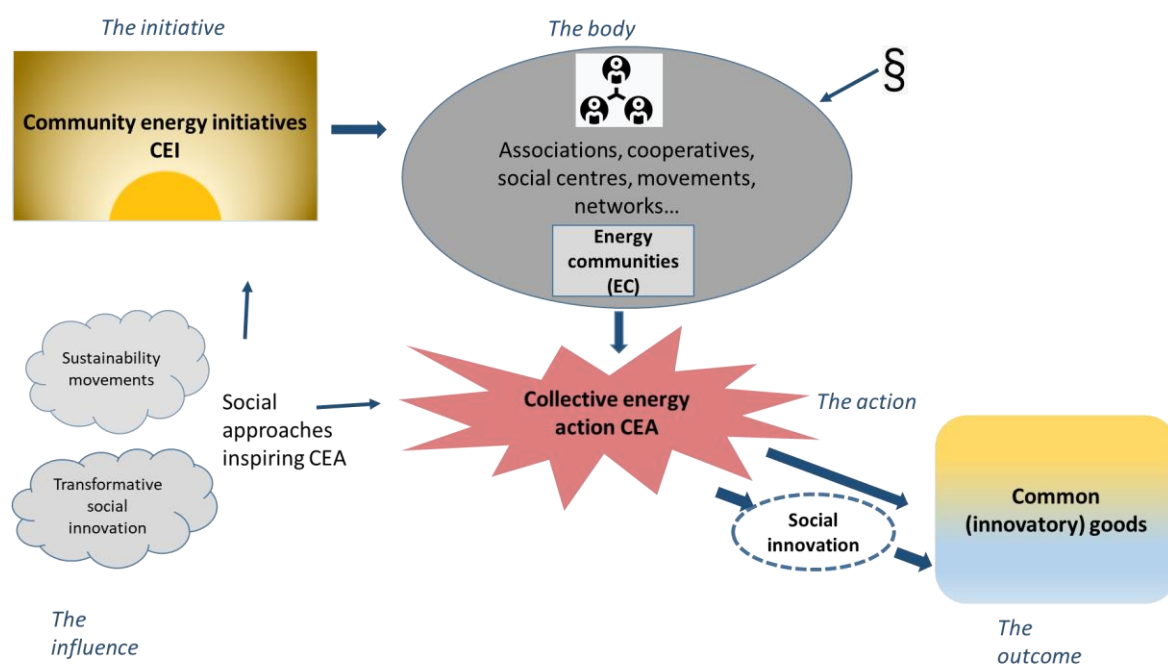 The initiative
The body
§
Community energy initiatives
CEI
Associations, cooperatives,
social centres, movements,
networks…
Energy
communities
(EC)
Sustainability
movements
Social
approaches
inspiring CEA
Transformative
social
innovation
Collective energy
action CEA
The action
Social
innovation
Common
(innovatory) goods
The
influence
The
outcome